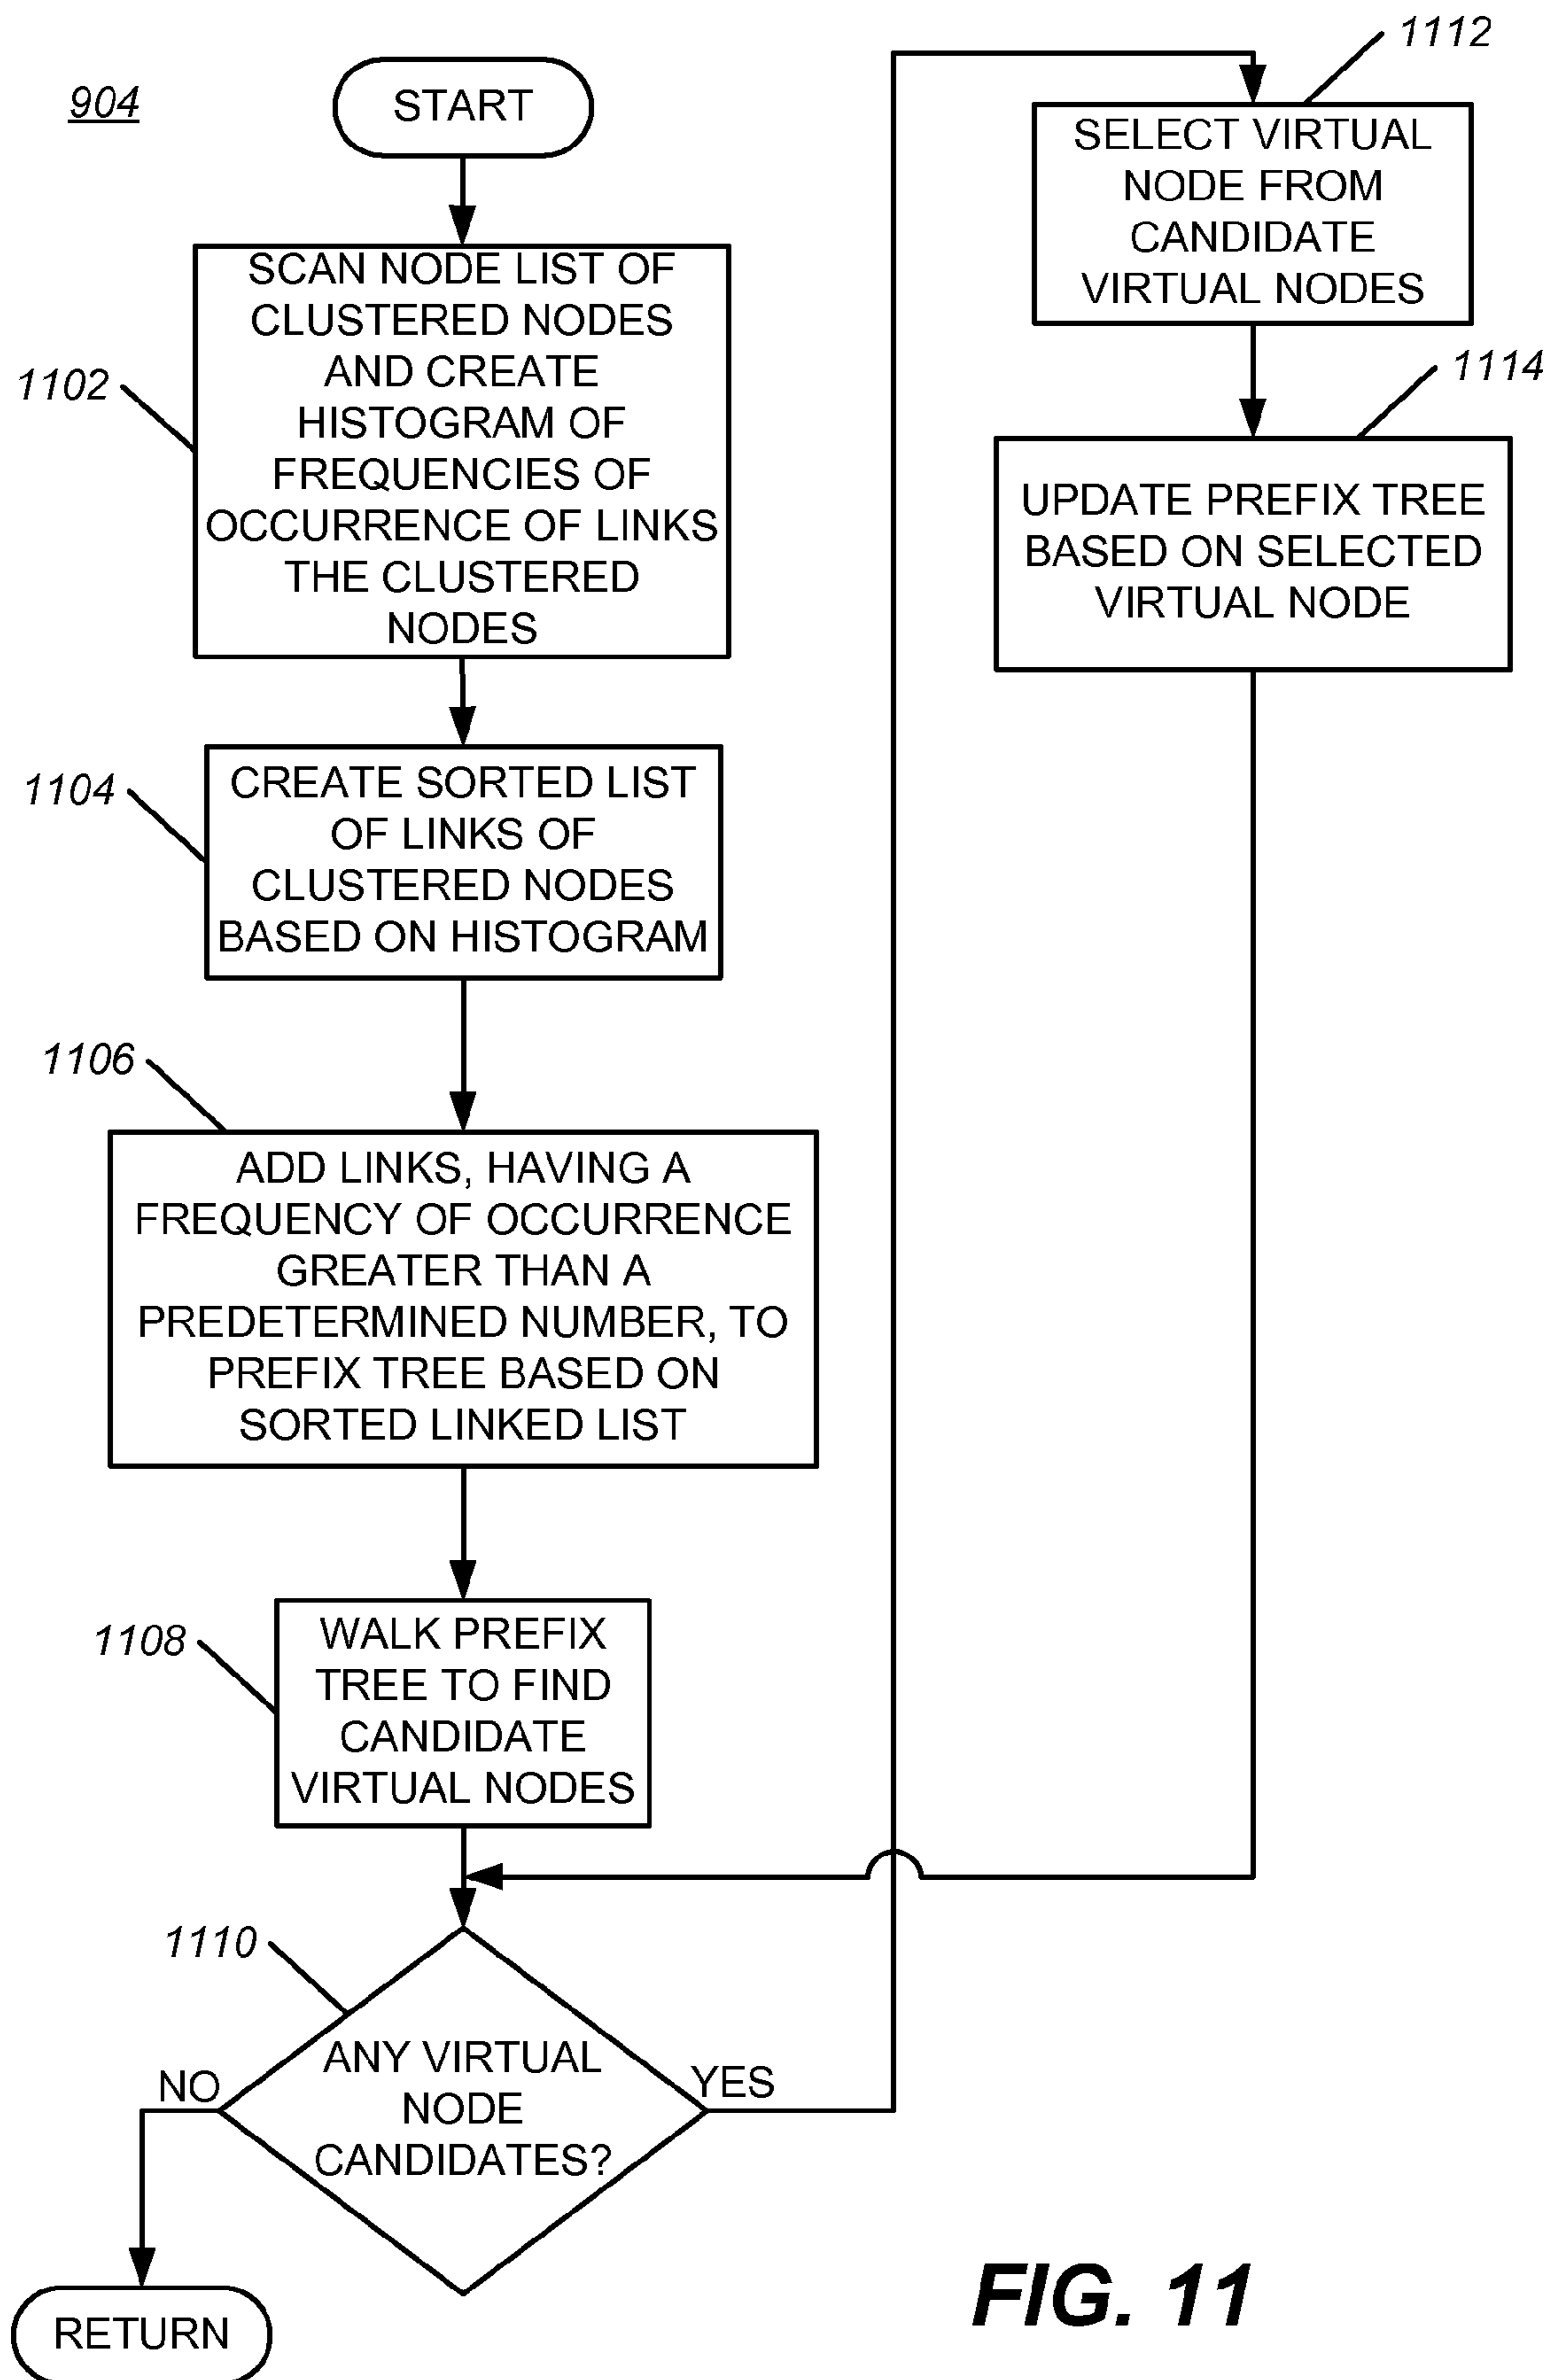 904
START
1102
SCAN NODE LIST OF
CLUSTERED NODES
AND CREATE
HISTOGRAM OF
FREQUENCIES OF
OCCURRENCE OF LINKS
THE CLUSTERED
NODES
1104
CREATE SORTED LIST
OF LINKS OF
CLUSTERED NODES
BASED ON HISTOGRAM
1106
ADD LINKS, HAVING A
FREQUENCY OF OCCURRENCE
GREATER THAN A
PREDETERMINED NUMBER, TO
PREFIX TREE BASED ON
SORTED LINKED LIST
1108
WALK PREFIX
TREE TO FIND
CANDIDATE
VIRTUAL NODES
1110
ANY VIRTUAL
NODE
CANDIDATES?
NO
YES
RETURN
1112
SELECT VIRTUAL
NODE FROM
CANDIDATE
VIRTUAL NODES
1114
UPDATE PREFIX TREE
BASED ON SELECTED
VIRTUAL NODE
FIG. 11